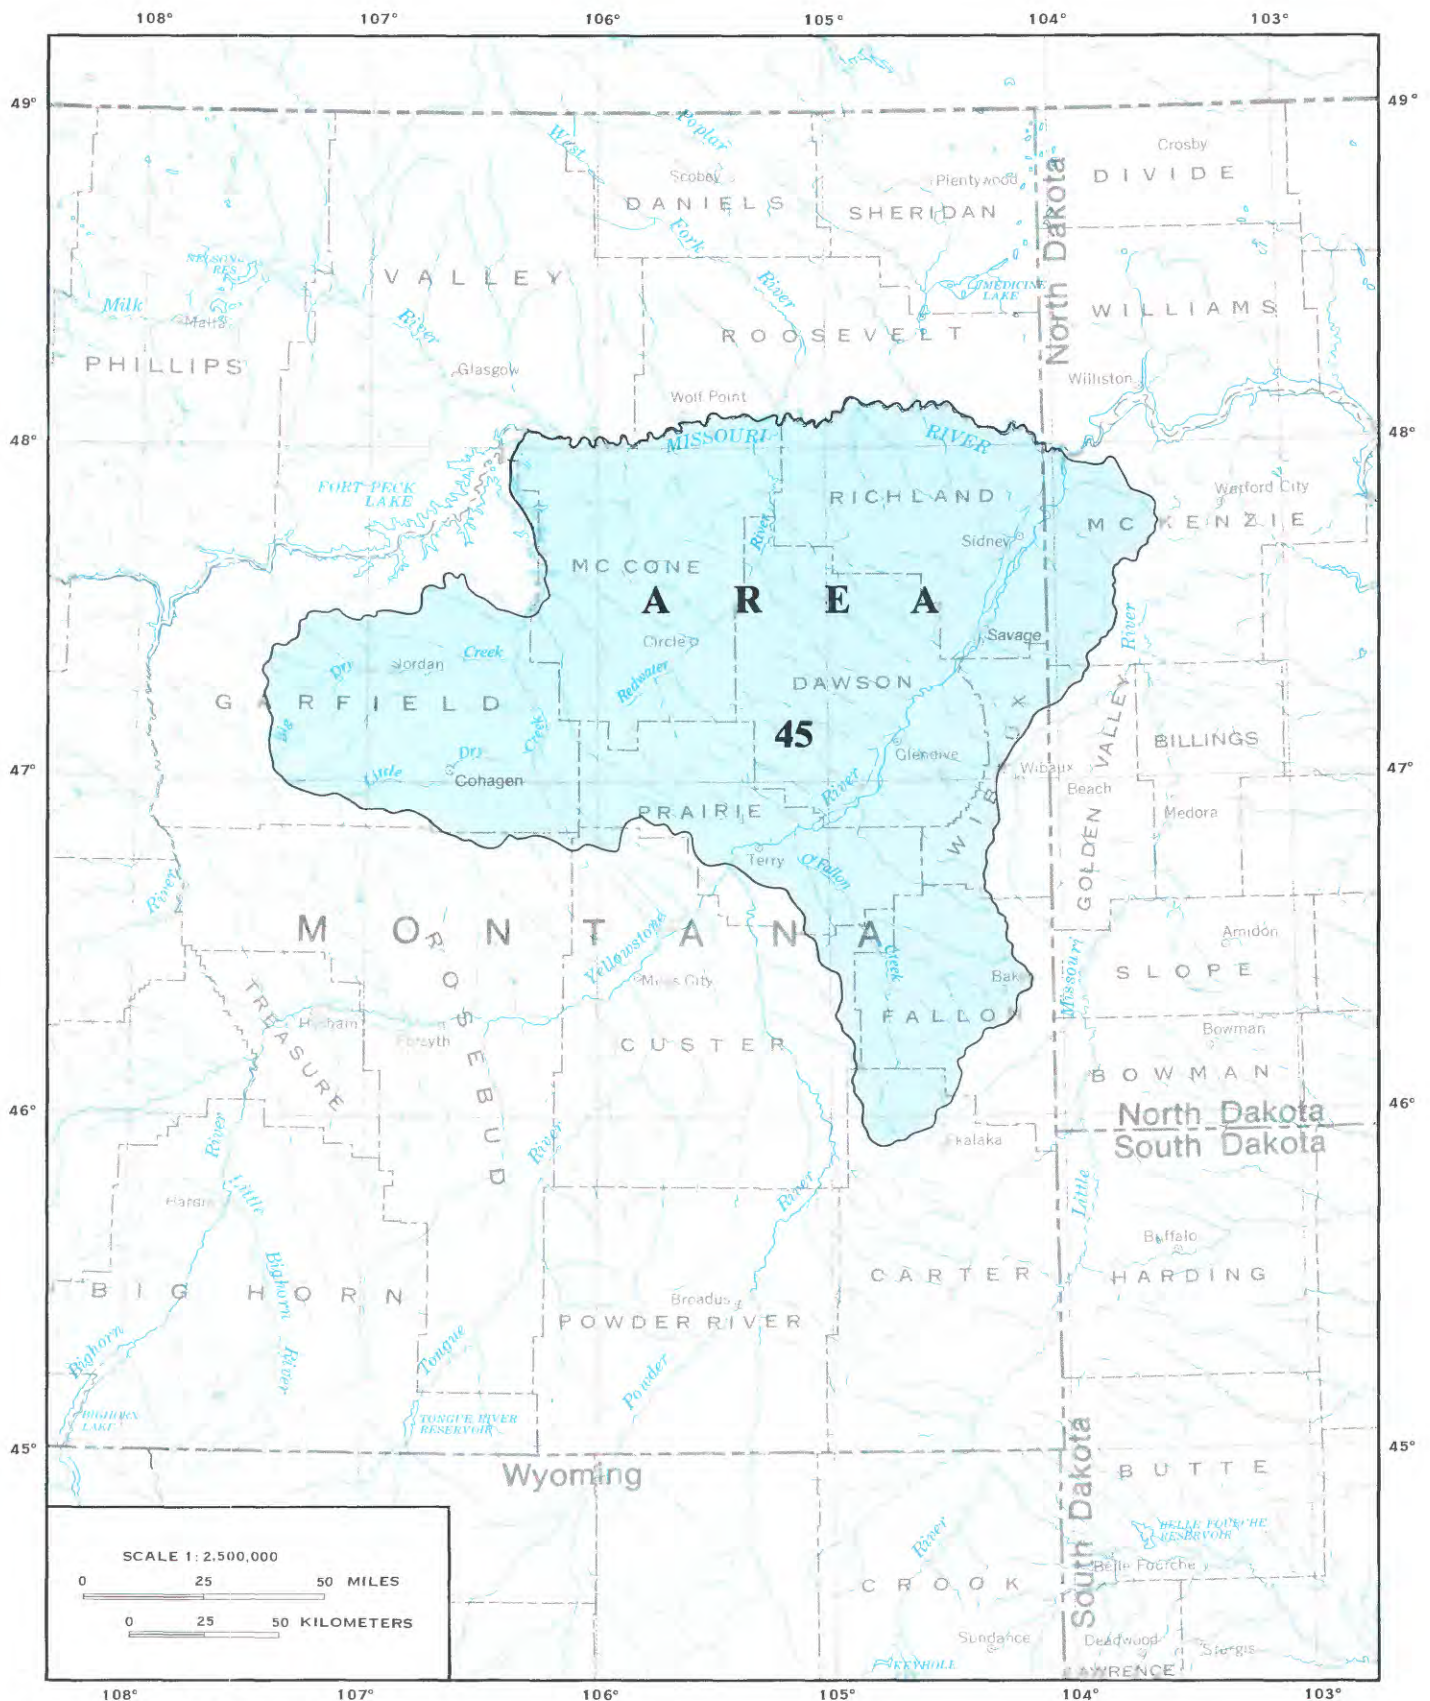 108° 107° 106° 105° 104° 103°
49° 49°
West
Poplar
Scobey
DANIELS
Fork
River
Plentywood
SHERIDAN
North Dakota
Crosby
DIVIDE
NELSON
RES
VALLEY
MEDICINE
LAKE
WILLIAMS
Milk
River
Malta
PHILLIPS
Glasgow
ROOSEVELT
Wolf Point
Williston
48° 48°
MISSOURI RIVER
FORT PECK
LAKE
RICHLAND
Watford City
MC KENZIE
River
Sidney
MC CONE
AREA
Circle
Savage
River
Dry
Jordan
Creek
Redwater
DAWSON
GARFIELD
Big
Creek
45
Glendive
WIBAUX
Wibaux
GOLDEN VALLEY
BILLINGS
47° 47°
Little
Dry
Cohagen
River
Beach
Medora
PRAIRIE
Terry
O'Fallon
River
MONTANA
Yellowstone
Creek
Missouri
Amidon
SLOPE
Miles City
Baker
TREASURE
ROSEBUD
Hysham
Forsyth
CUSTER
FALLON
Bowman
BOWMAN
46° 46°
North Dakota
South Dakota
River
River
Ekalaka
Hardin
Little
River
Little
Bighorn
Buffalo
BIG HORN
CARTER
HARDING
Broadus
POWDER RIVER
Bighorn
River
Tongue
Powder
BIGHORN
LAKE
TONGUE RIVER
RESERVOIR
45° 45°
Wyoming
South Dakota
BUTTE
BELLE FOURCHE
RESERVOIR
River
Belle Fourche
SCALE 1:2,500,000
0 25 50 MILES
0 25 50 KILOMETERS
CROOK
Sundance
Deadwood
Sturgis
KEYHOLE
LAWRENCE
108° 107° 106° 105° 104° 103°